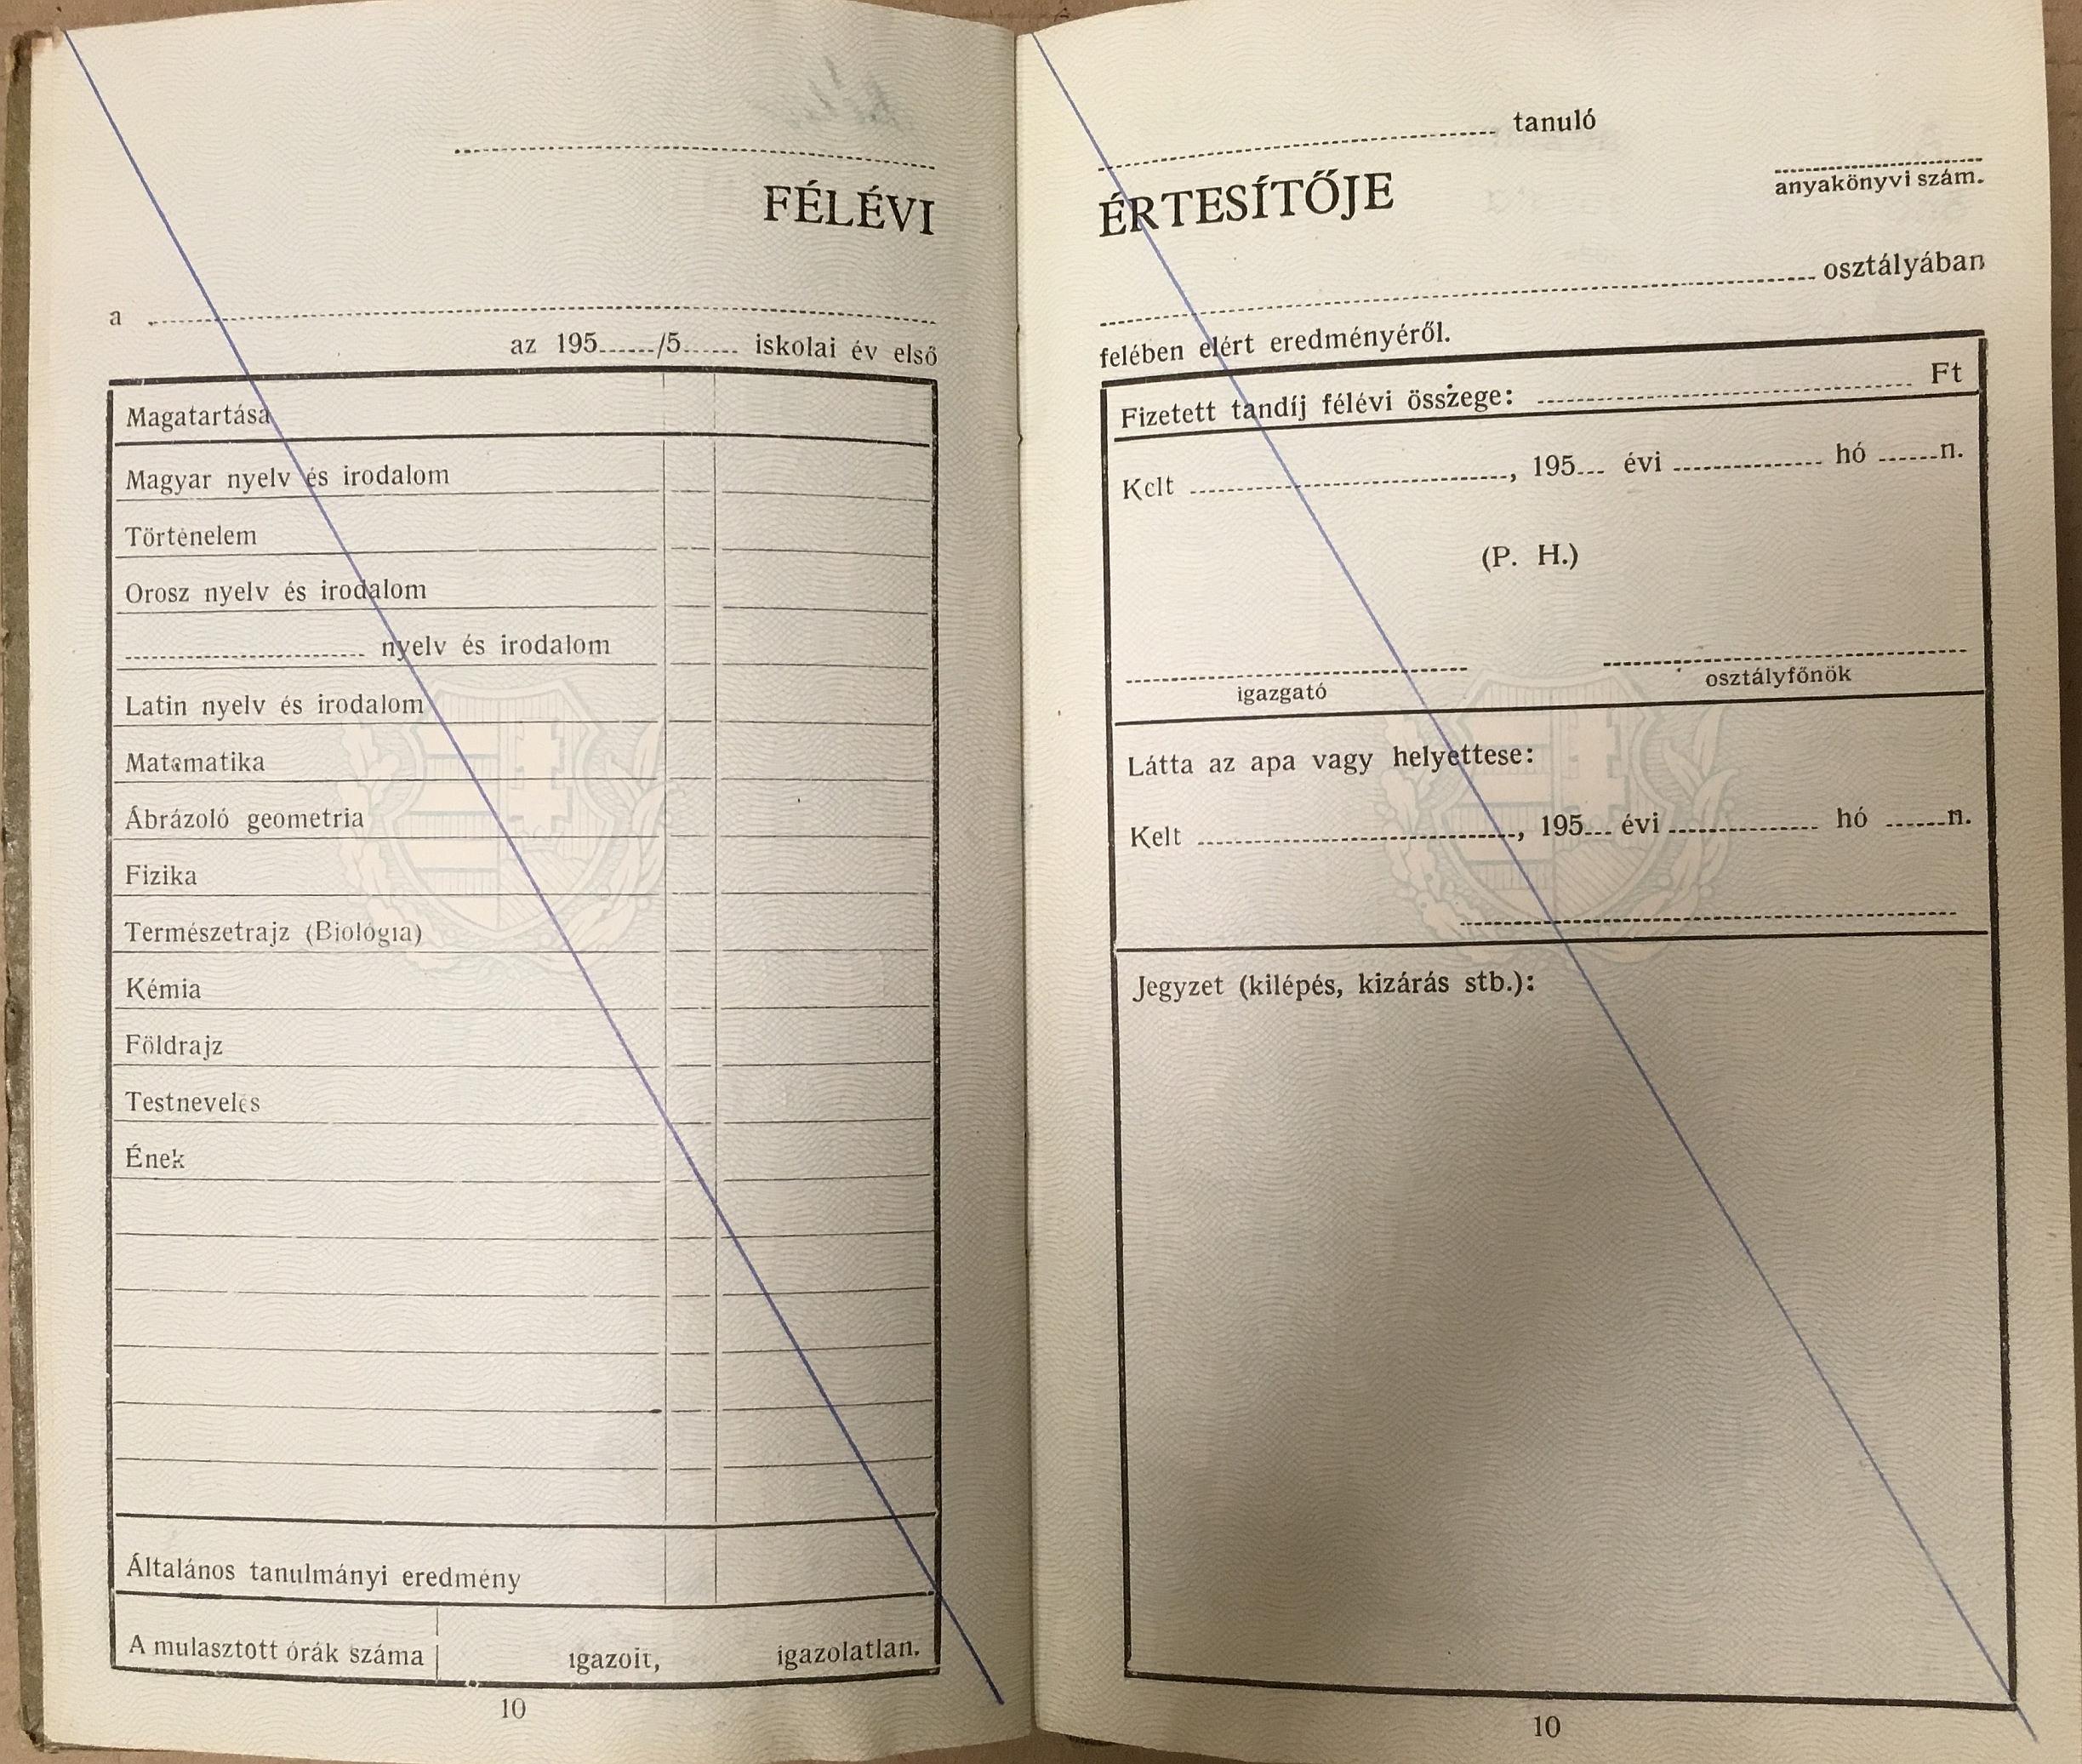 FÉLÉVI
a
az 195....../5...... iskolai év első
Magatartása
Magyar nyelv és irodalom
Történelem
Orosz nyelv és irodalom
........................ nyelv és irodalom
Latin nyelv és irodalom
Matematika
Ábrázoló geometria
Fizika
Természetrajz (Biológia)
Kémia
Földrajz
Testnevelés
Ének
Általános tanulmányi eredmény
A mulasztott órák száma igazolt, igazolatlan.
10
tanuló
ÉRTESÍTŐJE
anyakönyvi szám.
osztályában
felében elért eredményéről.
Fizetett tandíj félévi összege: ........................ Ft
Kelt ........................, 195... évi ............... hó ......n.
(P. H.)
igazgató osztályfőnök
Látta az apa vagy helyettese:
Kelt ........................, 195... évi ............... hó ......n.
Jegyzet (kilépés, kizárás stb.):
10